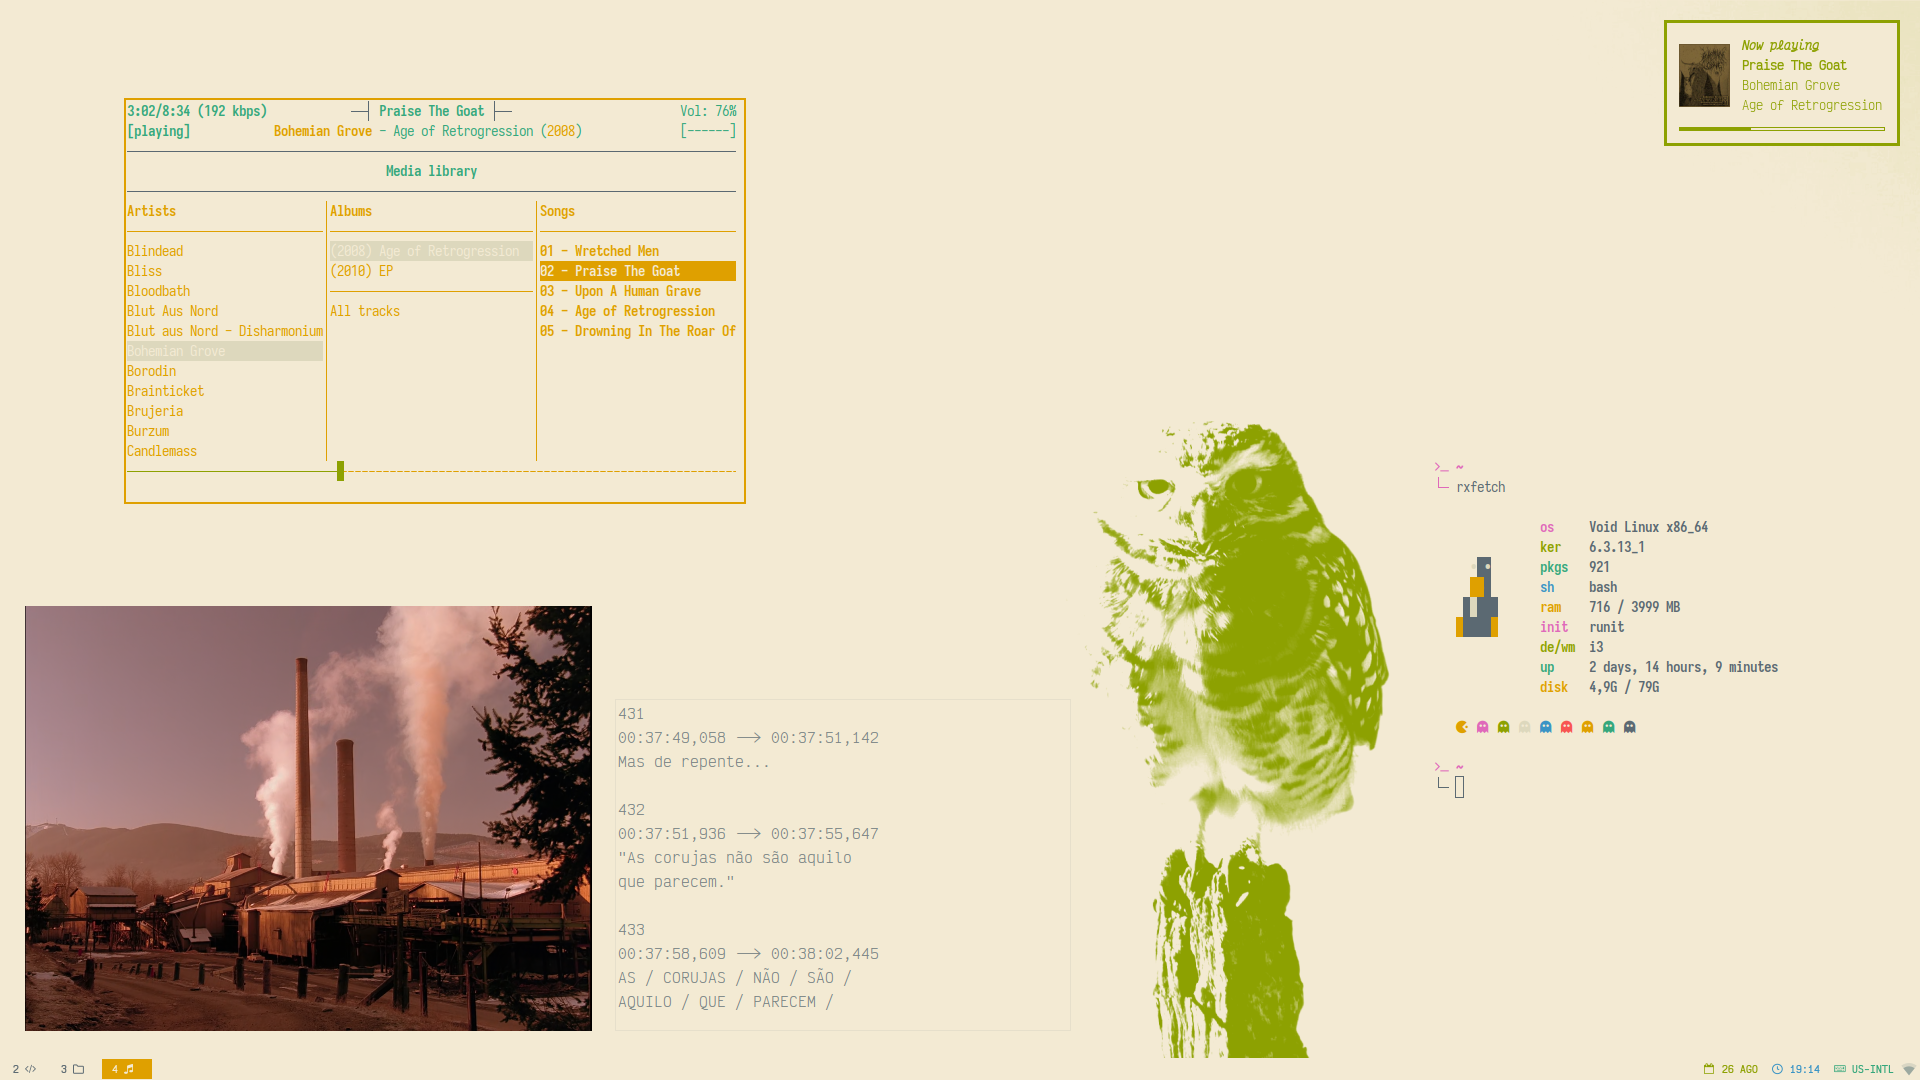 3:02/8:34 (192 kbps) ─┤ Praise The Goat ├─ Vol: 76%
[playing] Bohemian Grove - Age of Retrogression (2008) [------]
Media library
Artists
Blindead
Bliss
Bloodbath
Blut Aus Nord
Blut aus Nord - Disharmonium
Bohemian Grove
Borodin
Brainticket
Brujeria
Burzum
Candlemass
Albums
(2008) Age of Retrogression
(2010) EP
All tracks
Songs
01 - Wretched Men
02 - Praise The Goat
03 - Upon A Human Grave
04 - Age of Retrogression
05 - Drowning In The Roar Of
Now playing
Praise The Goat
Bohemian Grove
Age of Retrogression
431
00:37:49,058 --> 00:37:51,142
Mas de repente...
432
00:37:51,936 --> 00:37:55,647
"As corujas não são aquilo
que parecem."
433
00:37:58,609 --> 00:38:02,445
AS / CORUJAS / NÃO / SÃO /
AQUILO / QUE / PARECEM /
>_ ~
└─ rxfetch
os Void Linux x86_64
ker 6.3.13_1
pkgs 921
sh bash
ram 716 / 3999 MB
init runit
de/wm i3
up 2 days, 14 hours, 9 minutes
disk 4,9G / 79G
>_ ~
└─
2 </> 3 4
26 AGO 19:14 US-INTL